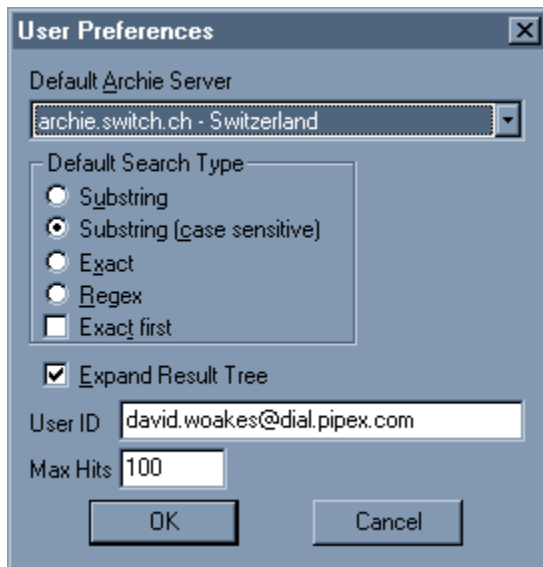 User Preferences
Default Archie Server
archie.switch.ch - Switzerland
Default Search Type
Substring
Substring (case sensitive)
Exact
Regex
Exact first
Expand Result Tree
User ID david.woakes@dial.pipex.com
Max Hits 100
OK Cancel